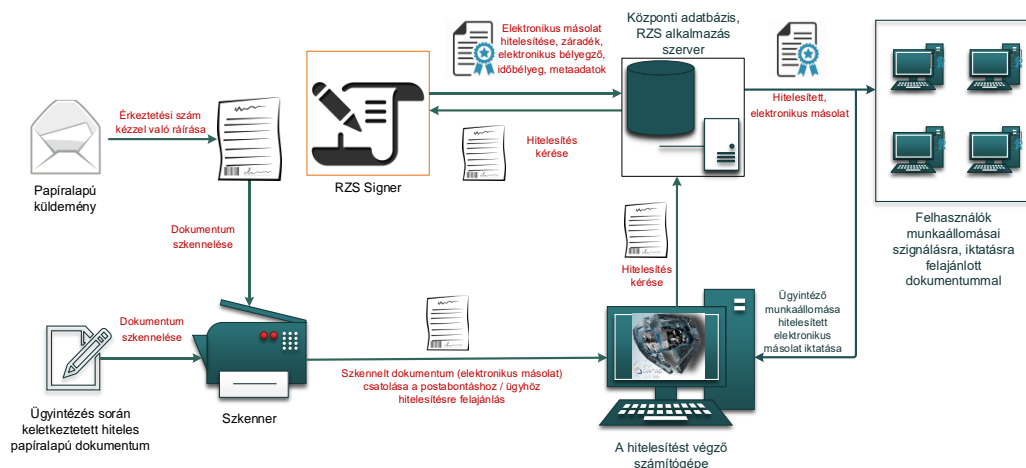 Elektronikus másolat
hitelesítése, záradék,
elektronikus bélyegző,
időbélyeg, metaadatok
Központi adatbázis,
RZS alkalmazás
szerver
Érkeztetési szám
kézzel való ráírása
Hitelesítés
kérése
Hitelesített,
elektronikus másolat
Papíralapú
küldemény
RZS Signer
Dokumentum
szkennelése
Hitelesítés
kérése
Felhasználók
munkaállomásai
szignálásra, iktatásra
felajánlott
dokumentummal
Dokumentum
szkennelése
Ügyintéző
munkaállomása
hitelesített
elektronikus
másolat iktatása
Szkennelt dokumentum (elektronikus másolat)
csatolása a postabontáshoz / ügyhöz
hitelesítésre felajánlás
Ügyintézés során
keletkeztetett hiteles
papíralapú dokumentum
Szkenner
A hitelesítést végző
számítógépe